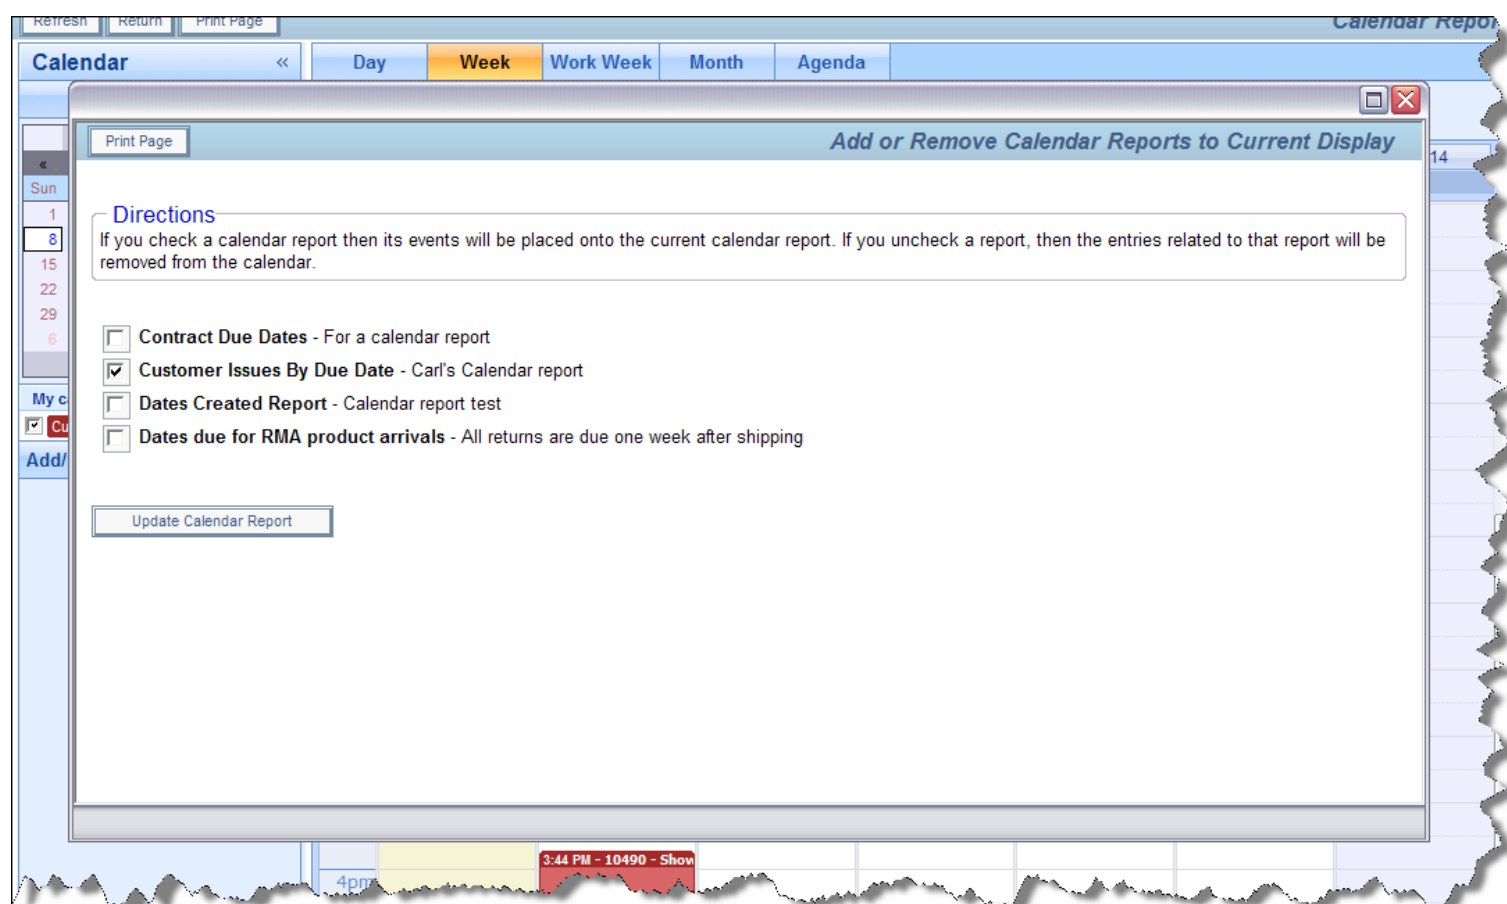 Refresh Return Print Page Calendar Repo
Calendar « Day Week Work Week Month Agenda
Print Page Add or Remove Calendar Reports to Current Display
14
«
Sun
1
8
15
22
29
6
Directions
If you check a calendar report then its events will be placed onto the current calendar report. If you uncheck a report, then the entries related to that report will be
removed from the calendar.
Contract Due Dates - For a calendar report
Customer Issues By Due Date - Carl's Calendar report
Dates Created Report - Calendar report test
Dates due for RMA product arrivals - All returns are due one week after shipping
My c
Cu
Add/
Update Calendar Report
3:44 PM - 10490 - Show
4pm